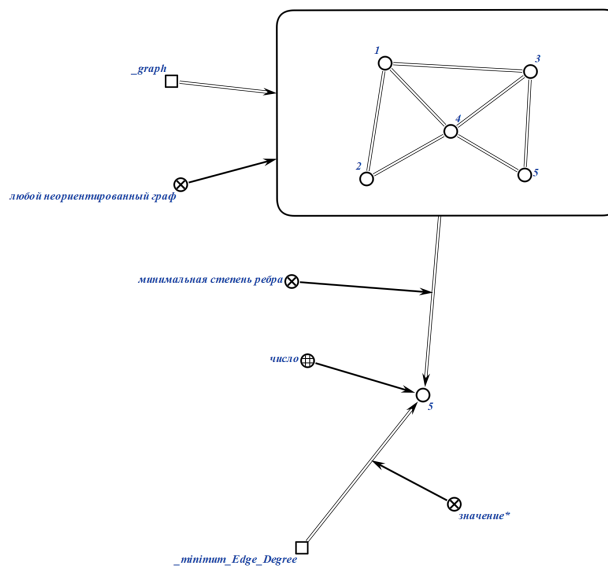 1
3
_graph
4
2
5
любой неориентированный граф
минимальная степень ребра
число
5
значение*
_minimum_Edge_Degree